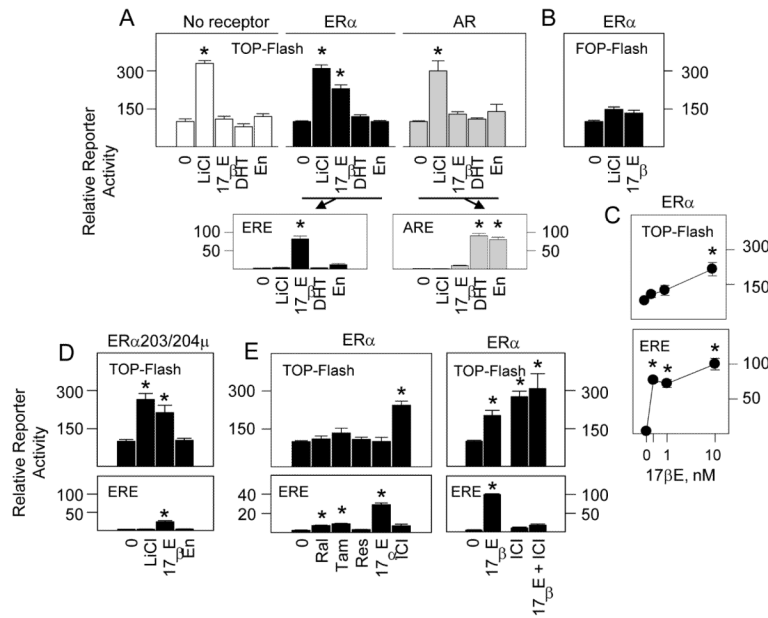 A
No receptor
ERα
AR
TOP-Flash
*
*
*
*
300
150
0
LiCl
17_E
β
DHT
En
0
LiCl
17_E
β
DHT
En
0
LiCl
17_E
β
DHT
En
Relative Reporter
Activity
ERE
*
100
50
0
LiCl
17_E
β
DHT
En
ARE
*
*
100
50
0
LiCl
17_E
β
DHT
En
B
ERα
FOP-Flash
300
150
0
LiCl
17_E
β
C
ERα
TOP-Flash
*
300
150
ERE
*
*
*
100
50
0
1
10
17βE, nM
D
ERα203/204μ
TOP-Flash
*
*
300
150
Relative Reporter
Activity
ERE
*
100
50
0
LiCl
17_E
β
En
E
ERα
TOP-Flash
*
300
150
ERE
*
*
*
40
20
0
0
Ral
Tam
Res
17_E
α
ICI
ERα
TOP-Flash
*
*
*
300
150
ERE
*
100
50
0
17_E
β
ICI
17_E + ICI
β